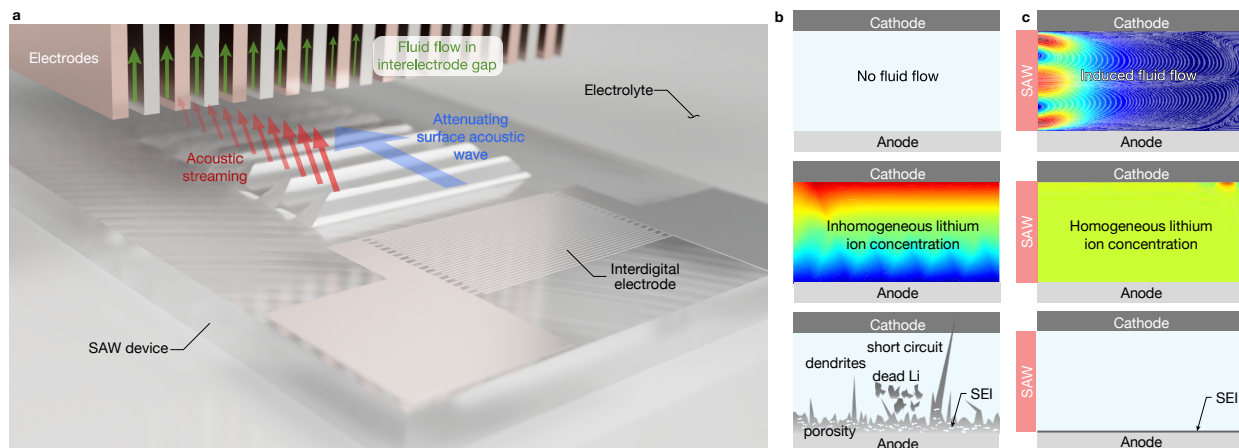 a
Electrodes
Fluid flow in
interelectrode gap
Electrolyte
Attenuating
surface acoustic
wave
Acoustic
streaming
Interdigital
electrode
SAW device
b
Cathode
No fluid flow
Anode
Cathode
Inhomogeneous lithium
ion concentration
Anode
Cathode
short circuit
dendrites
dead Li
SEI
porosity
Anode
c
Cathode
SAW
Induced fluid flow
Anode
Cathode
SAW
Homogeneous lithium
ion concentration
Anode
Cathode
SAW
SEI
Anode